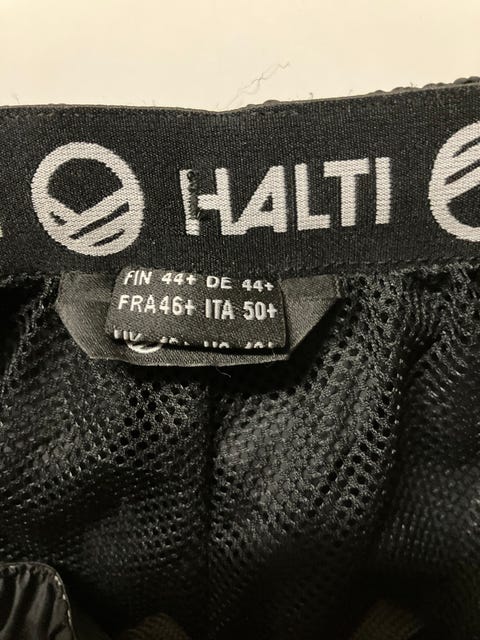 HALTI
FIN 44+ DE 44+
FRA46+ ITA 50+